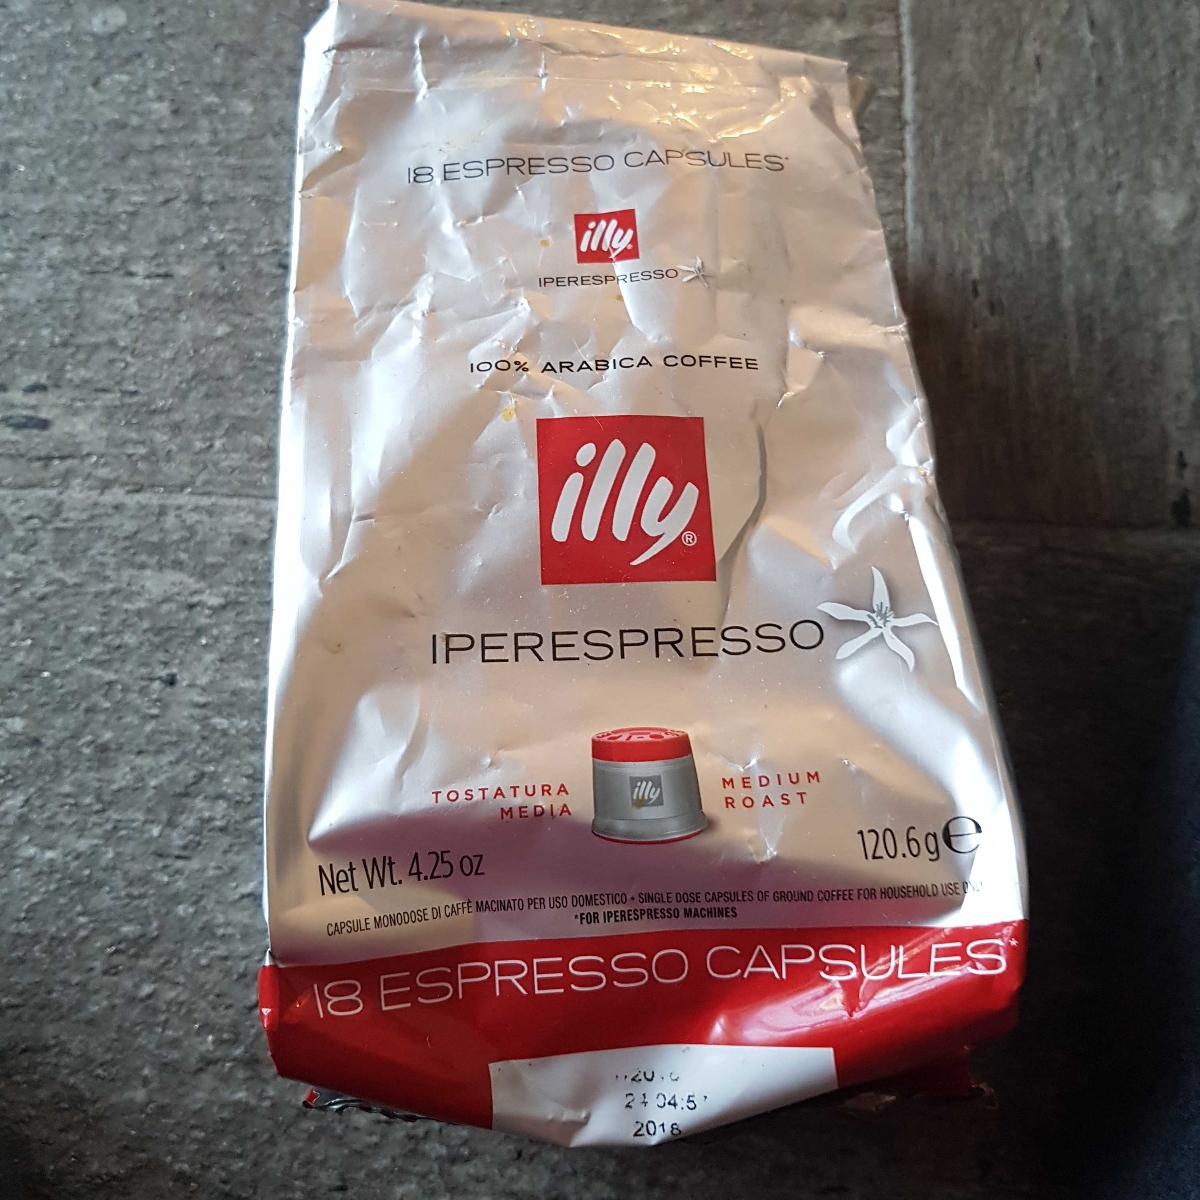 18 ESPRESSO CAPSULES*
illy®
IPERESPRESSO
100% ARABICA COFFEE
illy®
IPERESPRESSO
illy
TOSTATURA MEDIA
MEDIUM ROAST
Net Wt. 4.25 oz
120.6g℮
CAPSULE MONODOSE DI CAFFÈ MACINATO PER USO DOMESTICO • SINGLE DOSE CAPSULES OF GROUND COFFEE FOR HOUSEHOLD USE
*FOR IPERESPRESSO MACHINES
18 ESPRESSO CAPSULES*
2018